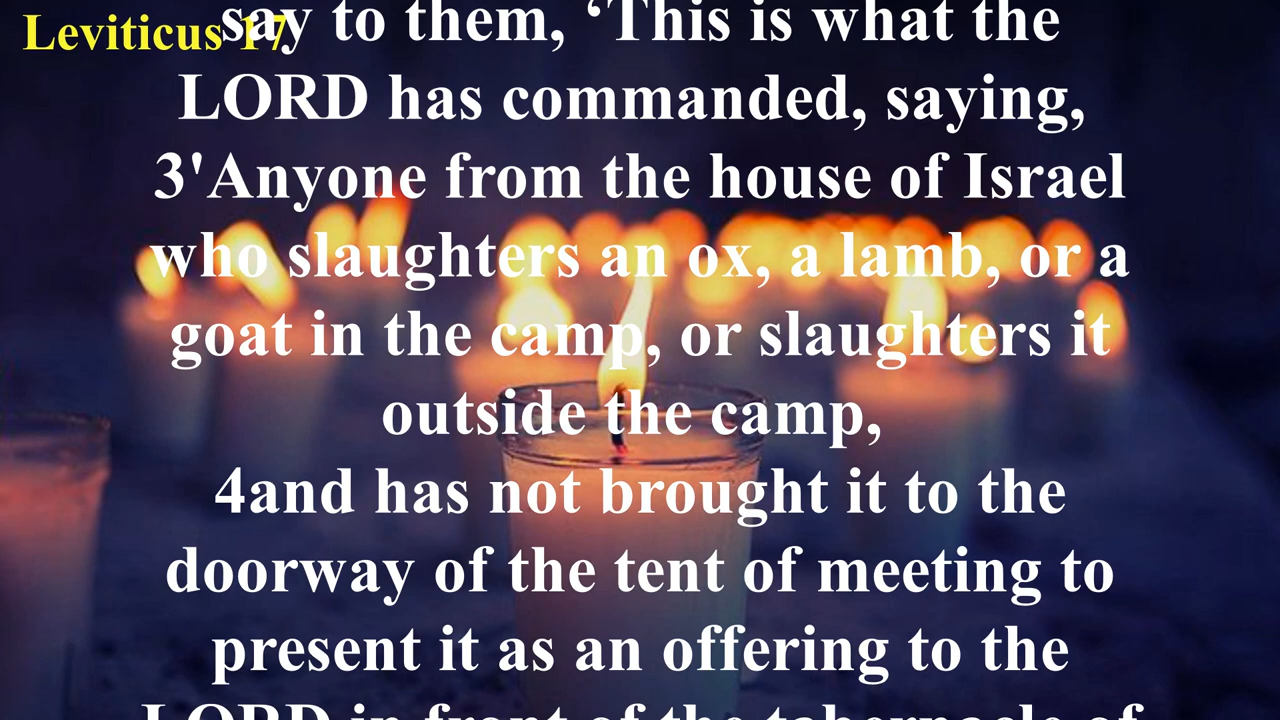 Leviticus 17
say to them, ‘This is what the
LORD has commanded, saying,
3'Anyone from the house of Israel
who slaughters an ox, a lamb, or a
goat in the camp, or slaughters it
outside the camp,
4and has not brought it to the
doorway of the tent of meeting to
present it as an offering to the
LORD in front of the tabernacle of